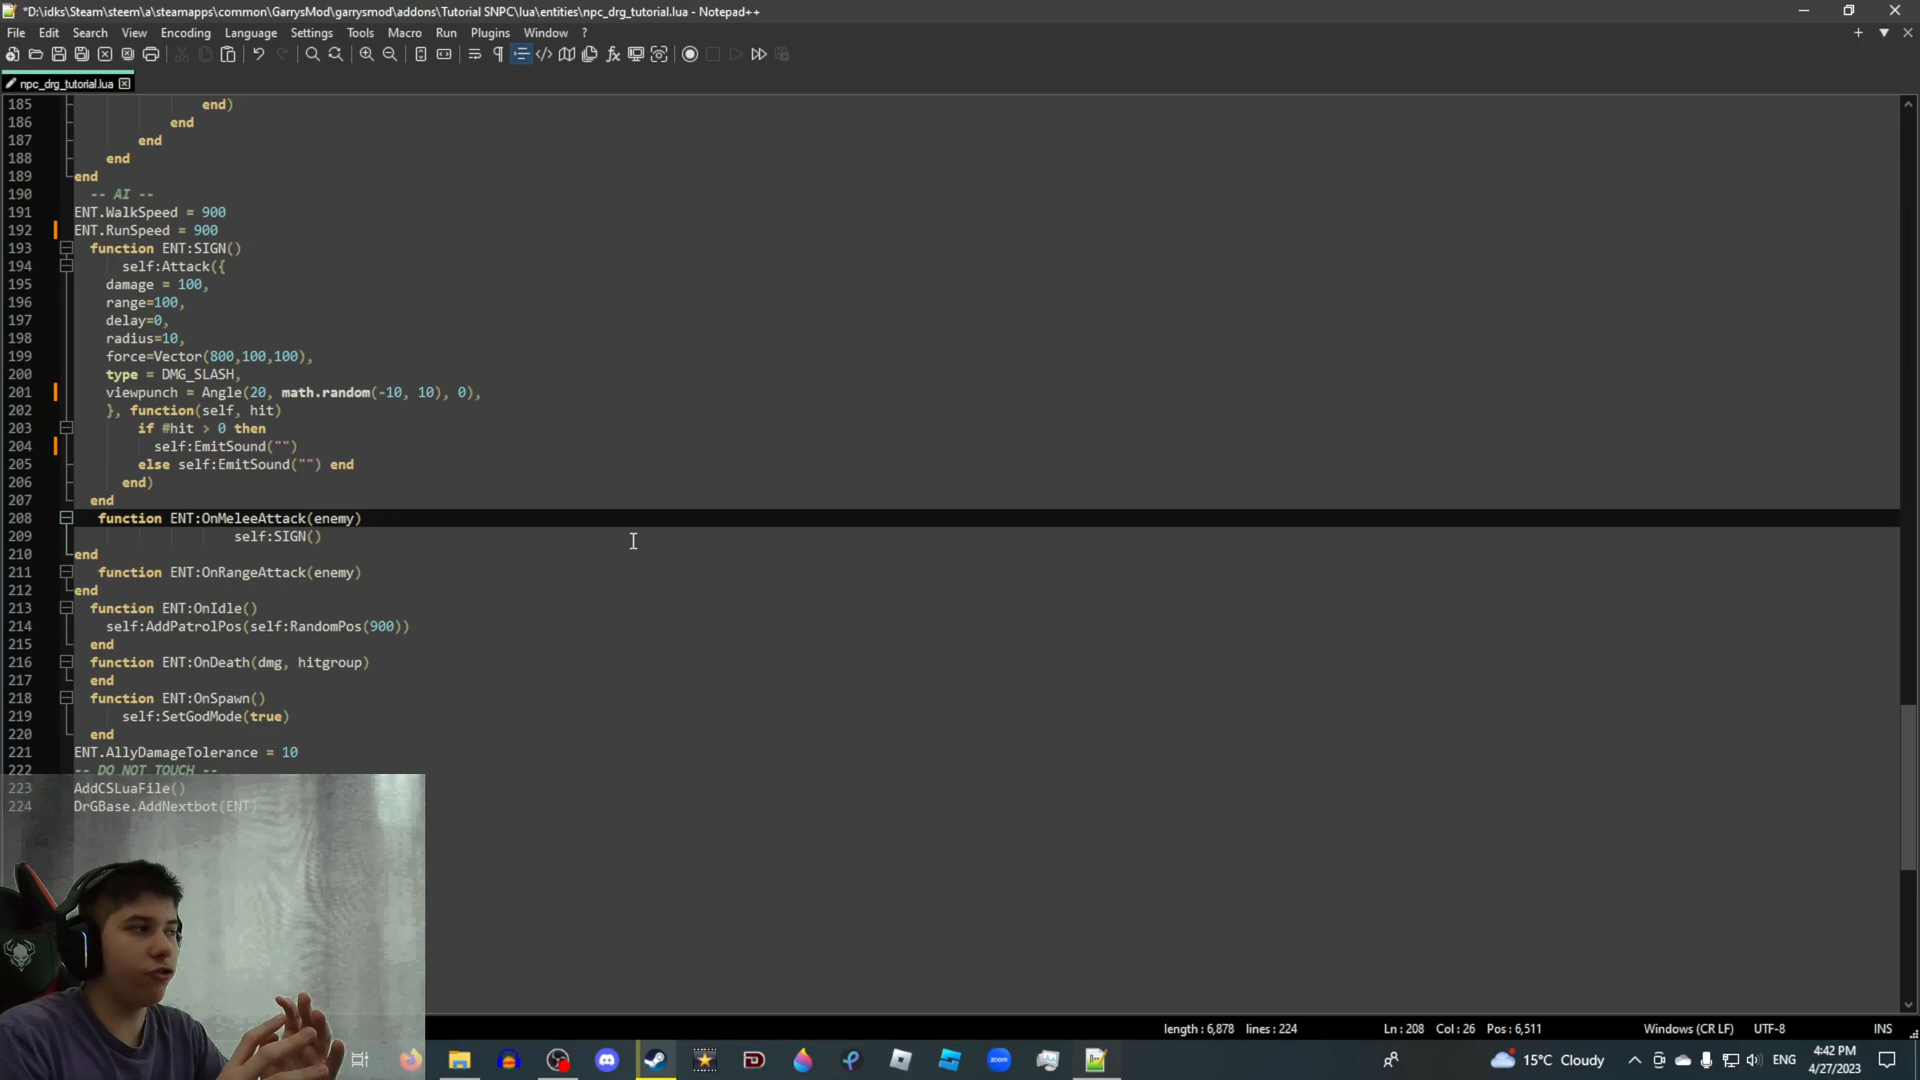 *D:\idks\Steam\steem\a\steamapps\common\GarrysMod\garrysmod\addons\Tutorial SNPC\lua\entities\npc_drg_tutorial.lua - Notepad++
File Edit Search View Encoding Language Settings Tools Macro Run Plugins Window ?
npc_drg_tutorial.lua
185 end)
186 end
187 end
188 end
189 end
190 -- AI --
191 ENT.WalkSpeed = 900
192 ENT.RunSpeed = 900
193 function ENT:SIGN()
194 self:Attack({
195 damage = 100,
196 range=100,
197 delay=0,
198 radius=10,
199 force=Vector(800,100,100),
200 type = DMG_SLASH,
201 viewpunch = Angle(20, math.random(-10, 10), 0),
202 }, function(self, hit)
203 if #hit > 0 then
204 self:EmitSound("")
205 else self:EmitSound("") end
206 end)
207 end
208 function ENT:OnMeleeAttack(enemy)
209 self:SIGN()
210 end
211 function ENT:OnRangeAttack(enemy)
212 end
213 function ENT:OnIdle()
214 self:AddPatrolPos(self:RandomPos(900))
215 end
216 function ENT:OnDeath(dmg, hitgroup)
217 end
218 function ENT:OnSpawn()
219 self:SetGodMode(true)
220 end
221 ENT.AllyDamageTolerance = 10
222 -- DO NOT TOUCH --
223 AddCSLuaFile()
224 DrGBase.AddNextbot(ENT)
length : 6,878 lines : 224 Ln : 208 Col : 26 Pos : 6,511 Windows (CR LF) UTF-8 INS
zoom
15°C Cloudy ENG 4:42 PM
4/27/2023